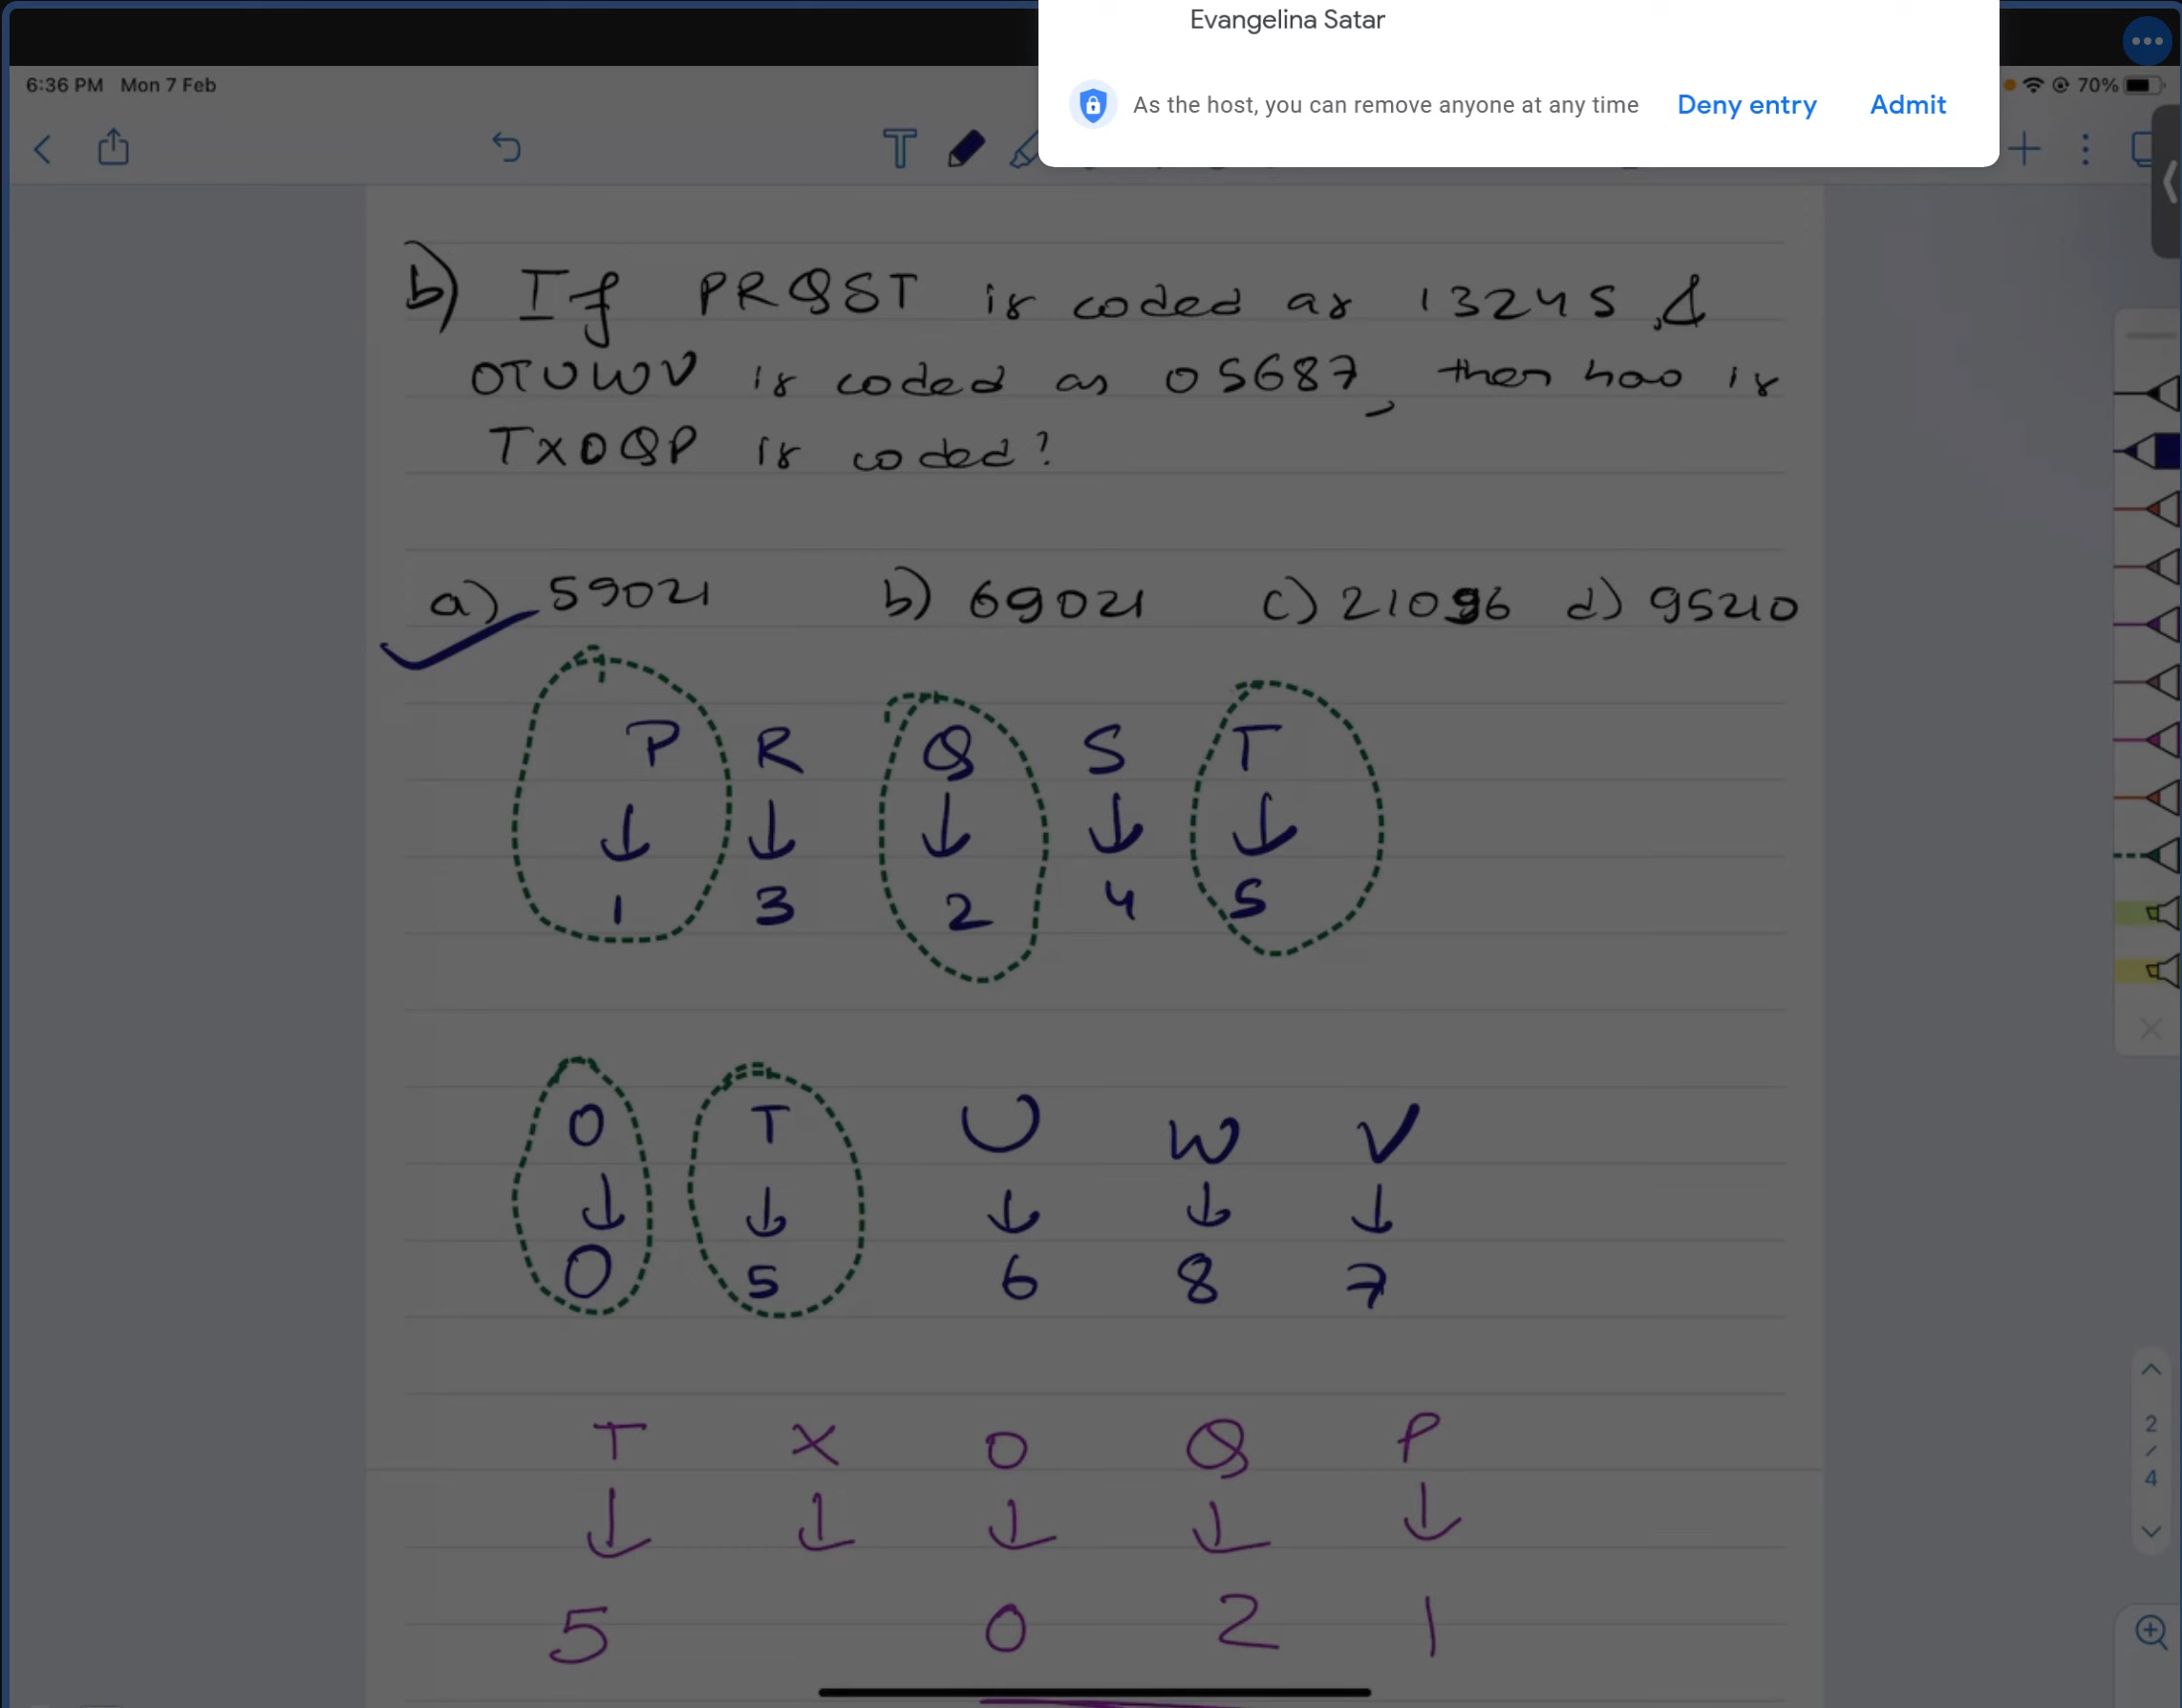 Evangelina Satar
As the host, you can remove anyone at any time Deny entry Admit
6:36 PM Mon 7 Feb
70%
b) If PRQST is coded as 13245, &
OTUWV is coded as 05687, then how is
TXOQP is coded?
a) 59021 b) 69021 c) 21096 d) 95210
P R Q S T
1 3 2 4 5
O T U W V
0 5 6 8 7
T X O Q P
5 0 2 1
2
/
4